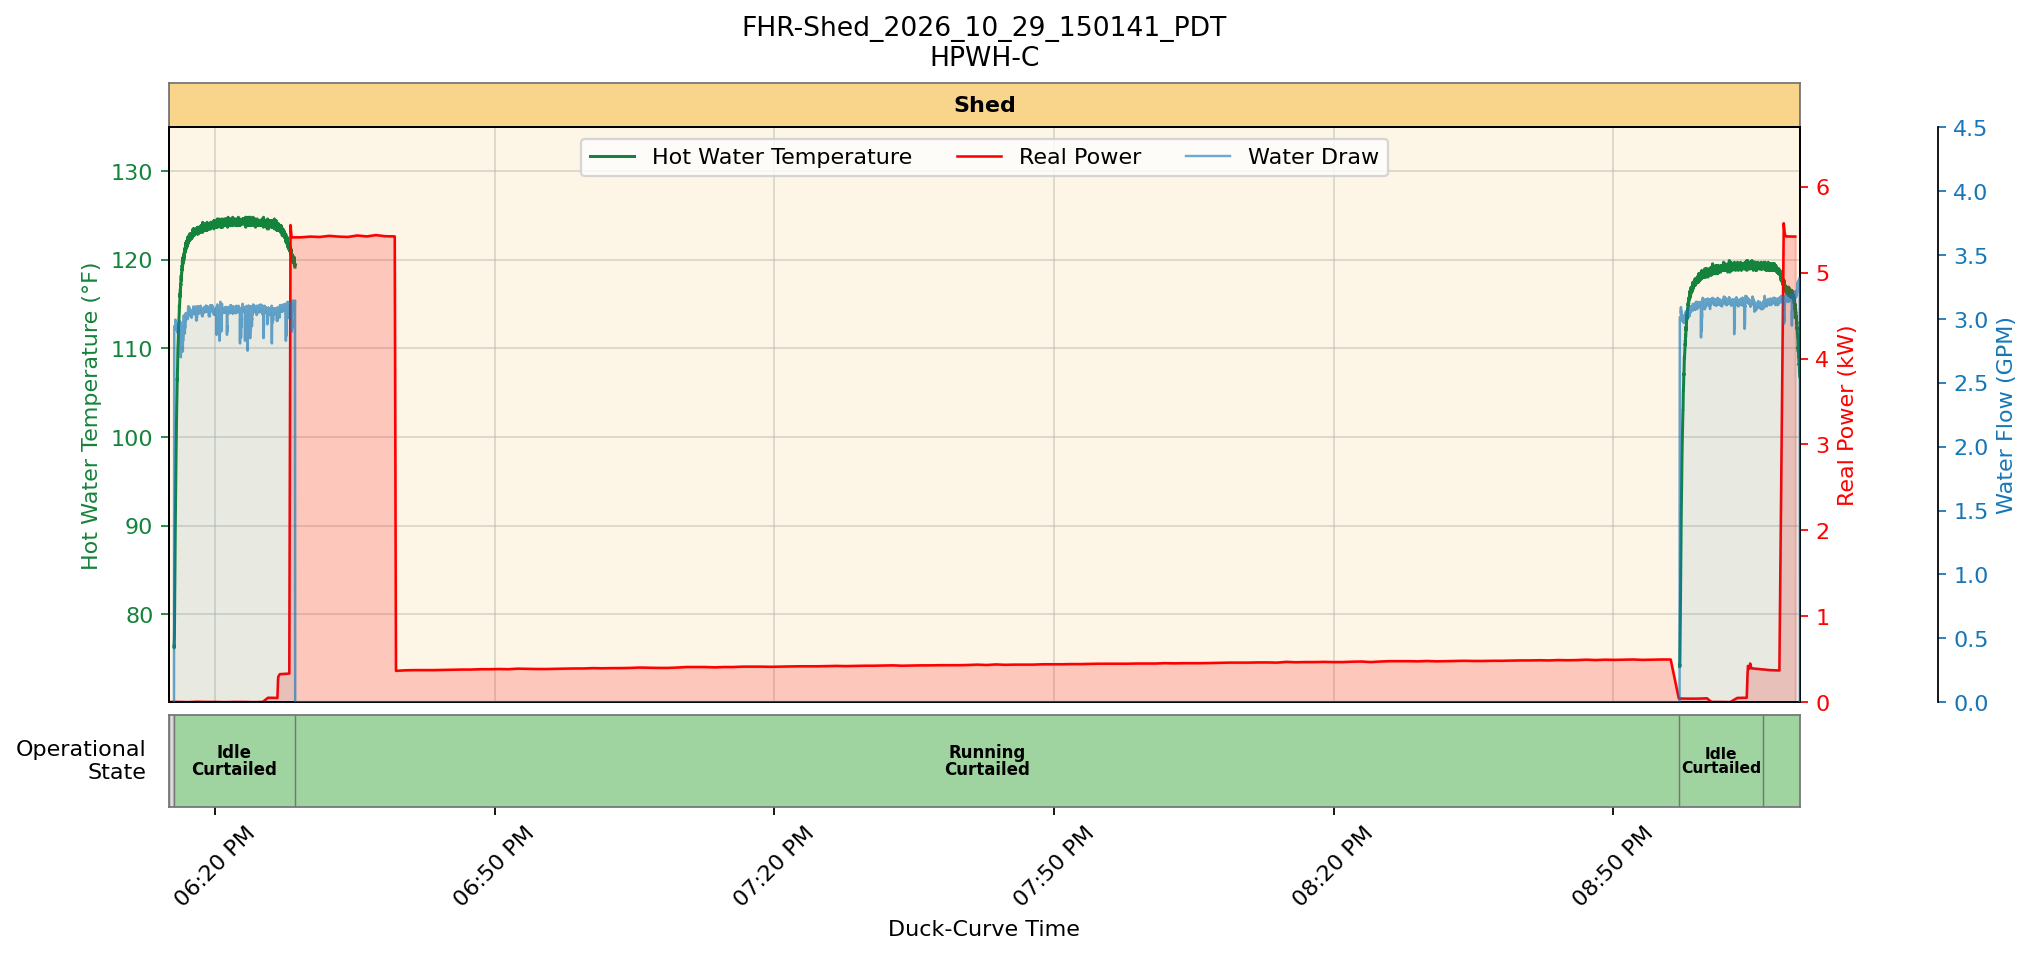 FHR-Shed_2026_10_29_150141_PDT
HPWH-C
Shed
Hot Water Temperature
Real Power
Water Draw
130
120
110
100
90
80
Hot Water Temperature (°F)
6
5
4
3
2
1
0
Real Power (kW)
4.5
4.0
3.5
3.0
2.5
2.0
1.5
1.0
0.5
0.0
Water Flow (GPM)
Operational
State
Idle
Curtailed
Running
Curtailed
Idle
Curtailed
06:20 PM
06:50 PM
07:20 PM
07:50 PM
08:20 PM
08:50 PM
Duck-Curve Time